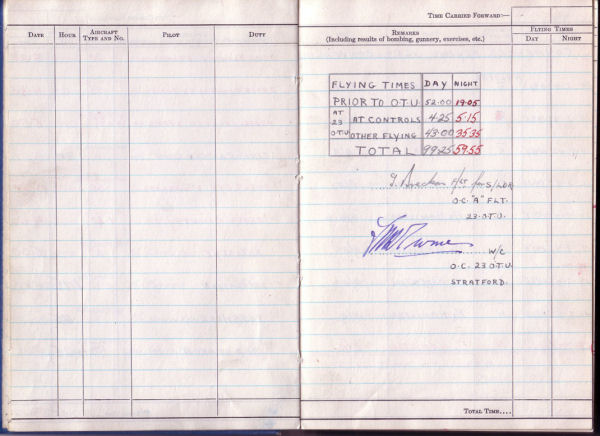 DATE HOUR AIRCRAFT TYPE AND NO. PILOT DUTY
TIME CARRIED FORWARD:—
REMARKS
(Including results of bombing, gunnery, exercises, etc.)
FLYING TIMES
DAY NIGHT
FLYING TIMES DAY NIGHT
PRIOR TO O.T.U. 52·00 19·05
AT 23 O.T.U. AT CONTROLS 4·25 5·15
OTHER FLYING 43·00 35·35
TOTAL 99·25 59·55
F/Lt for S/LDR
O.C. "A" FLT.
23. O.T.U.
W/C
O.C. 23 O.T.U.
STRATFORD.
TOTAL TIME....